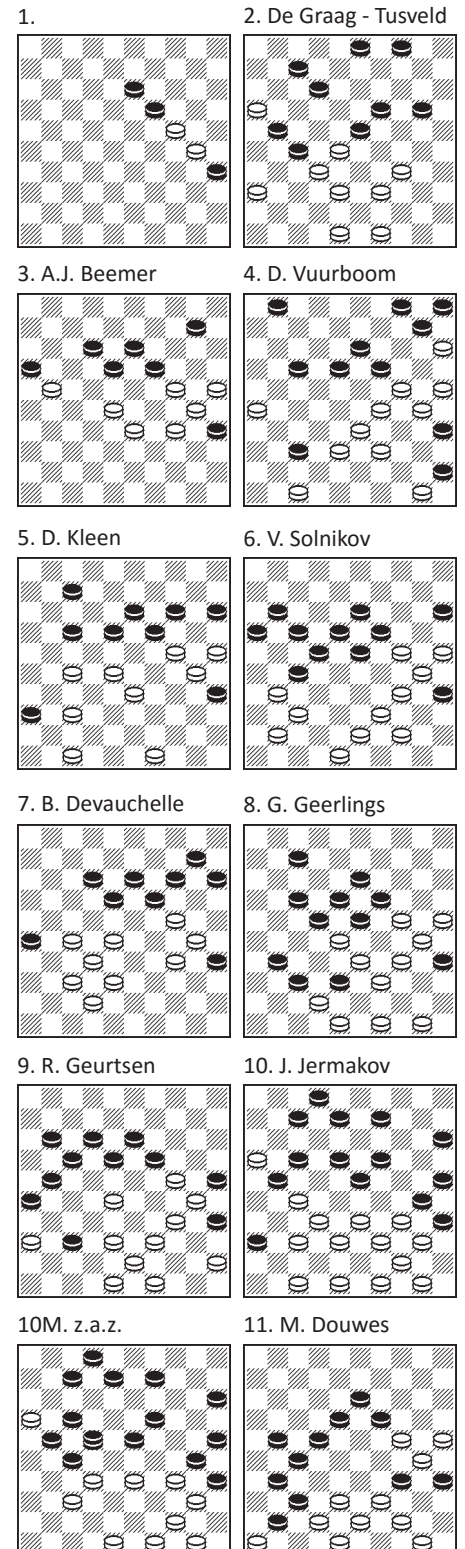 1.
2. De Graag - Tusveld
3. A.J. Beemer
4. D. Vuurboom
5. D. Kleen
6. V. Solnikov
7. B. Devauchelle
8. G. Geerlings
9. R. Geurtsen
10. J. Jermakov
10M. z.a.z.
11. M. Douwes